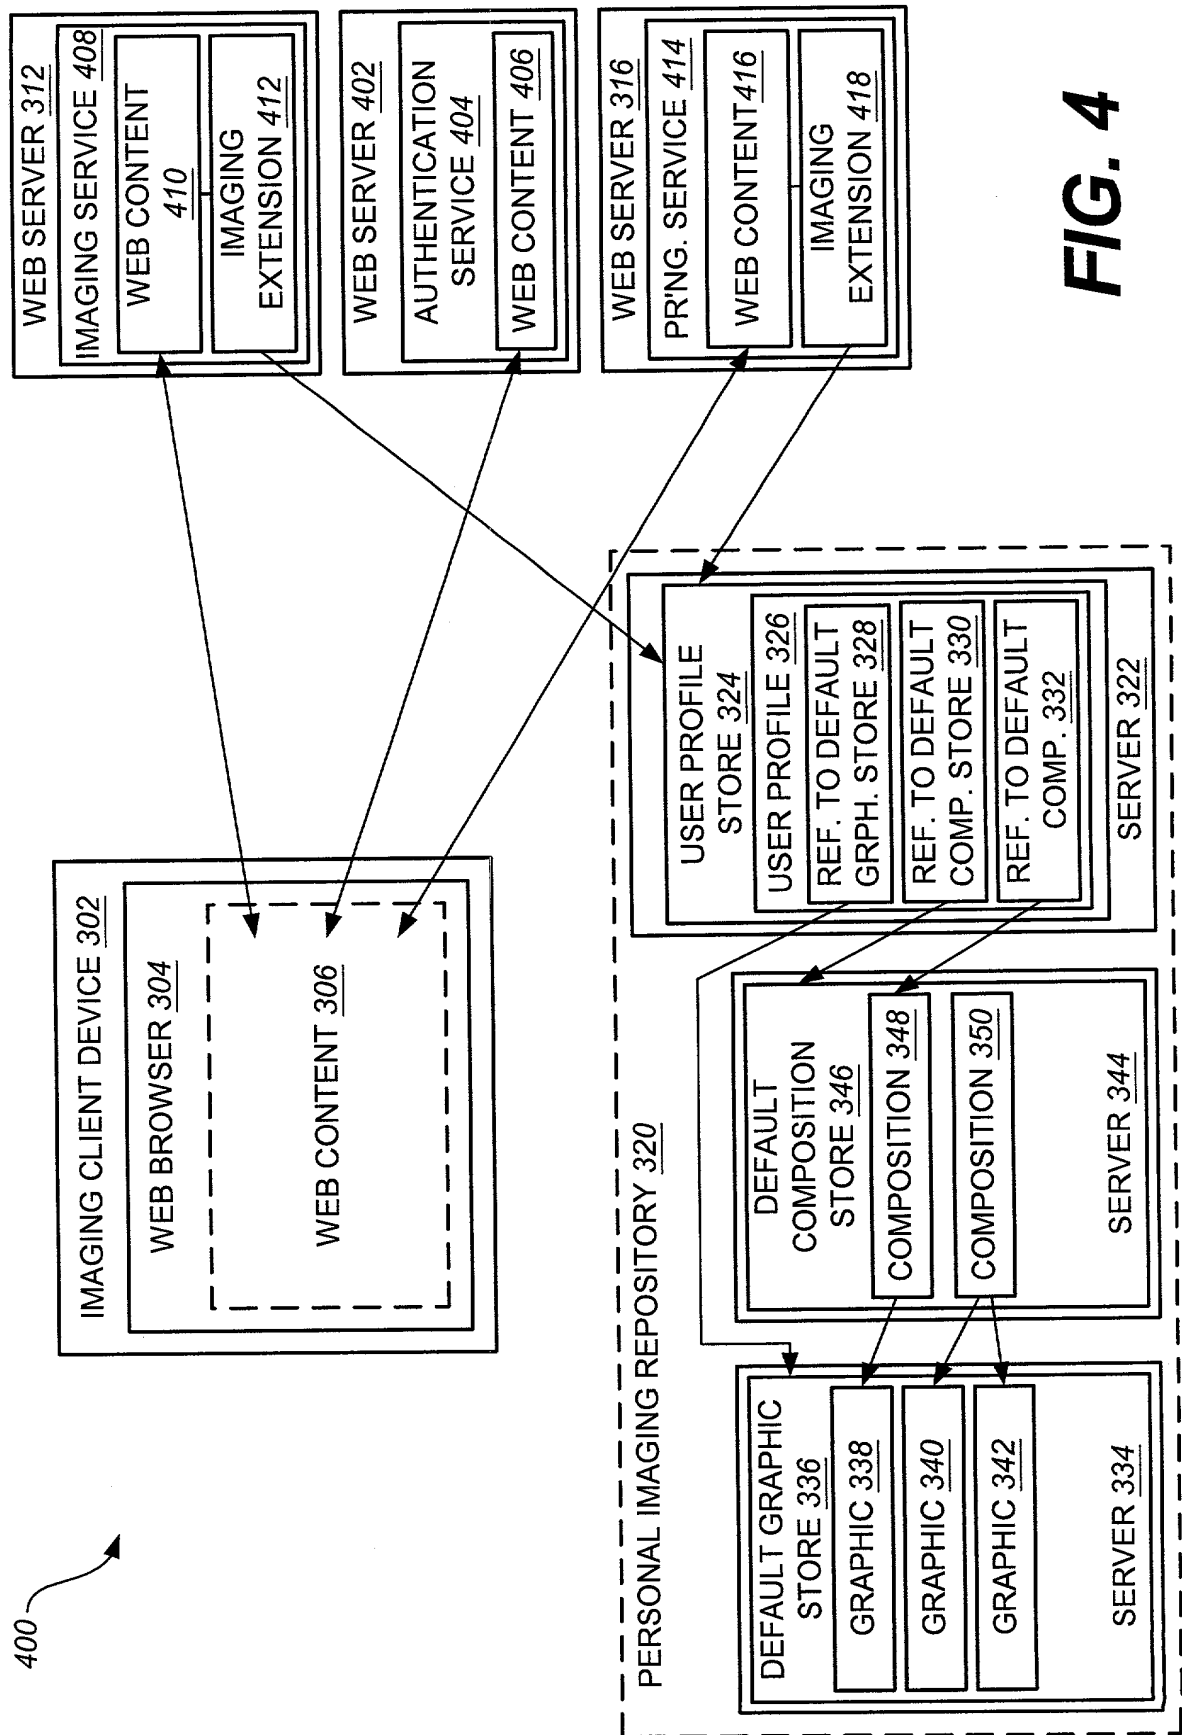 400
IMAGING CLIENT DEVICE 302
WEB BROWSER 304
WEB CONTENT 306
WEB SERVER 312
IMAGING SERVICE 408
WEB CONTENT
410
IMAGING
EXTENSION 412
WEB SERVER 402
AUTHENTICATION
SERVICE 404
WEB CONTENT 406
WEB SERVER 316
PR'NG. SERVICE 414
WEB CONTENT 416
IMAGING
EXTENSION 418
PERSONAL IMAGING REPOSITORY 320
DEFAULT GRAPHIC
STORE 336
GRAPHIC 338
GRAPHIC 340
GRAPHIC 342
SERVER 334
DEFAULT
COMPOSITION
STORE 346
COMPOSITION 348
COMPOSITION 350
SERVER 344
USER PROFILE
STORE 324
USER PROFILE 326
REF. TO DEFAULT
GRPH. STORE 328
REF. TO DEFAULT
COMP. STORE 330
REF. TO DEFAULT
COMP. 332
SERVER 322
FIG. 4